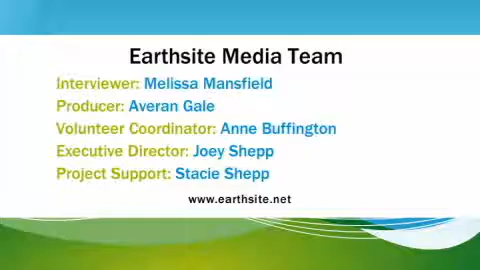 Earthsite Media Team
Interviewer: Melissa Mansfield
Producer: Averan Gale
Volunteer Coordinator: Anne Buffington
Executive Director: Joey Shepp
Project Support: Stacie Shepp
www.earthsite.net